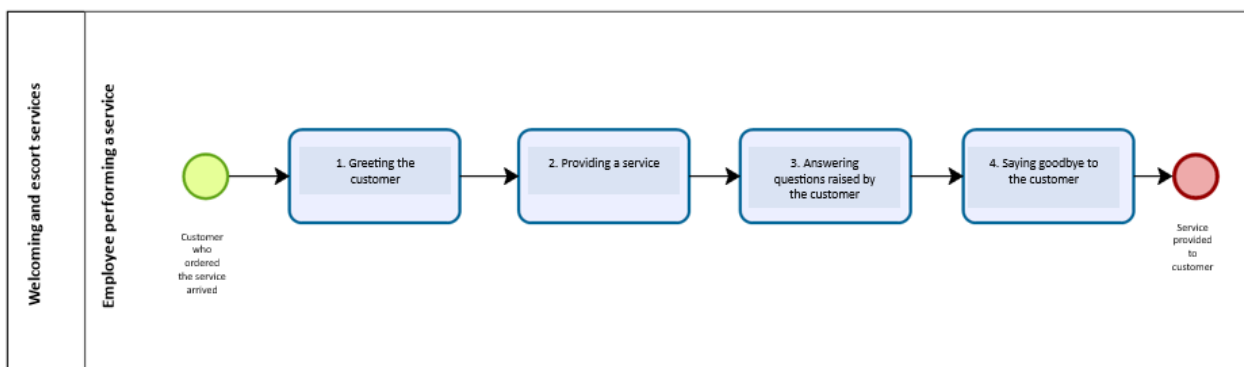 Welcoming and escort services
Employee performing a service
Customer
who
ordered
the service
arrived
1. Greeting the
customer
2. Providing a service
3. Answering
questions raised by
the customer
4. Saying goodbye to
the customer
Service
provided
to
customer